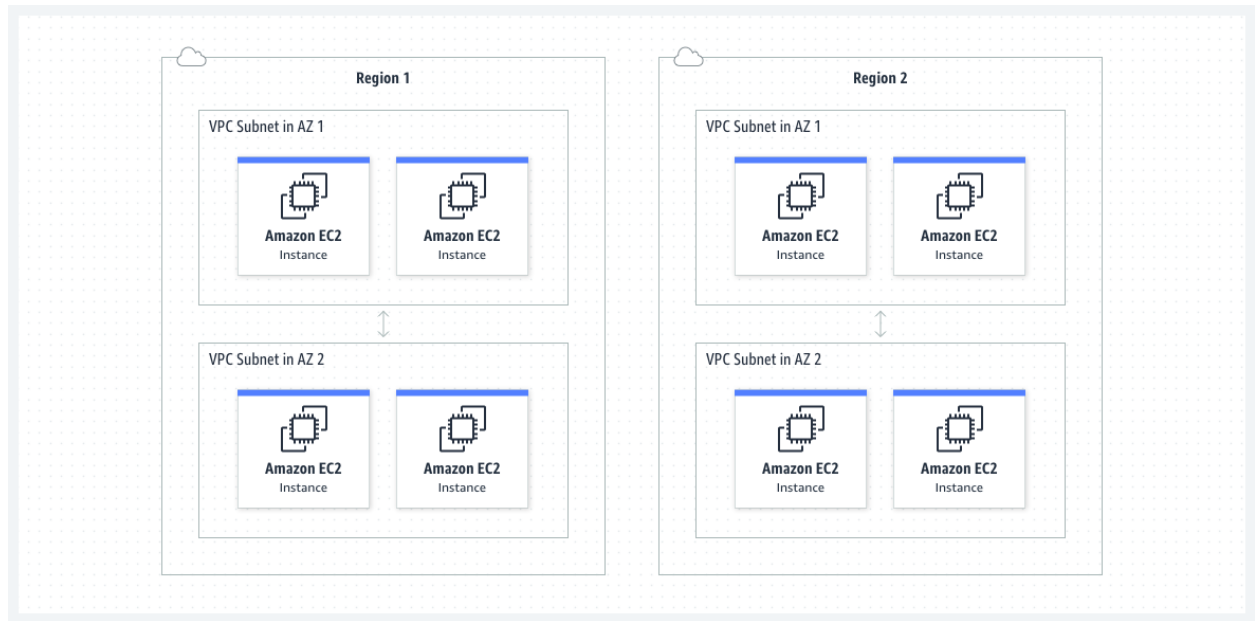 Region 1
VPC Subnet in AZ 1
Amazon EC2
Instance
Amazon EC2
Instance
VPC Subnet in AZ 2
Amazon EC2
Instance
Amazon EC2
Instance
Region 2
VPC Subnet in AZ 1
Amazon EC2
Instance
Amazon EC2
Instance
VPC Subnet in AZ 2
Amazon EC2
Instance
Amazon EC2
Instance